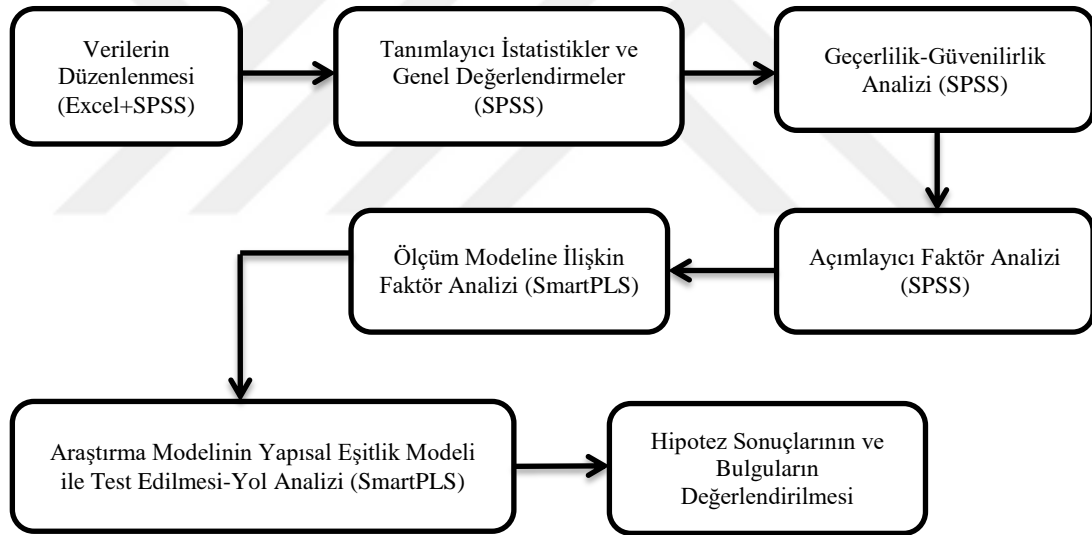 Verilerin
Düzenlenmesi
(Excel+SPSS)
Tanımlayıcı İstatistikler ve
Genel Değerlendirmeler
(SPSS)
Geçerlilik-Güvenilirlik
Analizi (SPSS)
Açımlayıcı Faktör Analizi
(SPSS)
Ölçüm Modeline İlişkin
Faktör Analizi (SmartPLS)
Araştırma Modelinin Yapısal Eşitlik Modeli
ile Test Edilmesi-Yol Analizi (SmartPLS)
Hipotez Sonuçlarının ve
Bulguların
Değerlendirilmesi